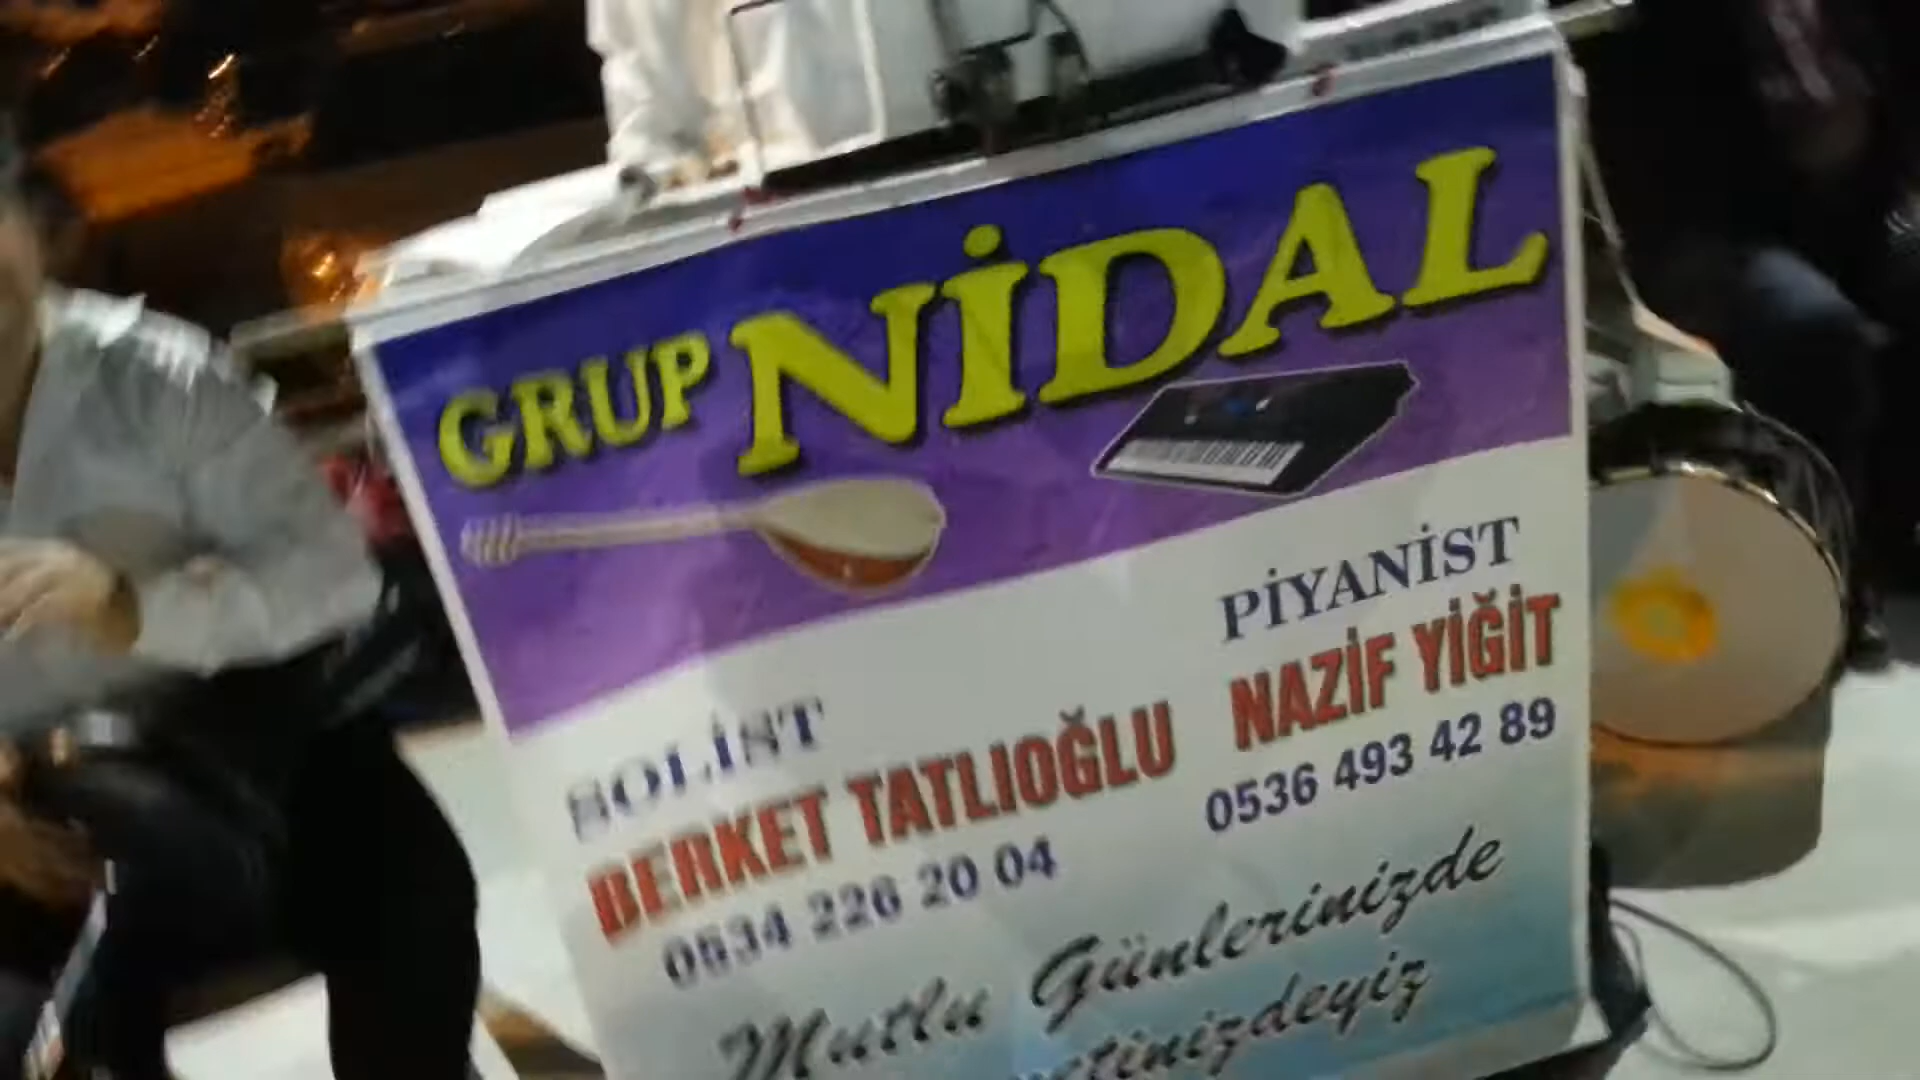 GRUP NİDAL
SOLİST
BERKET TATLIOĞLU
0534 226 20 04
PİYANİST
NAZİF YİĞİT
0536 493 42 89
Mutlu Günlerinizde